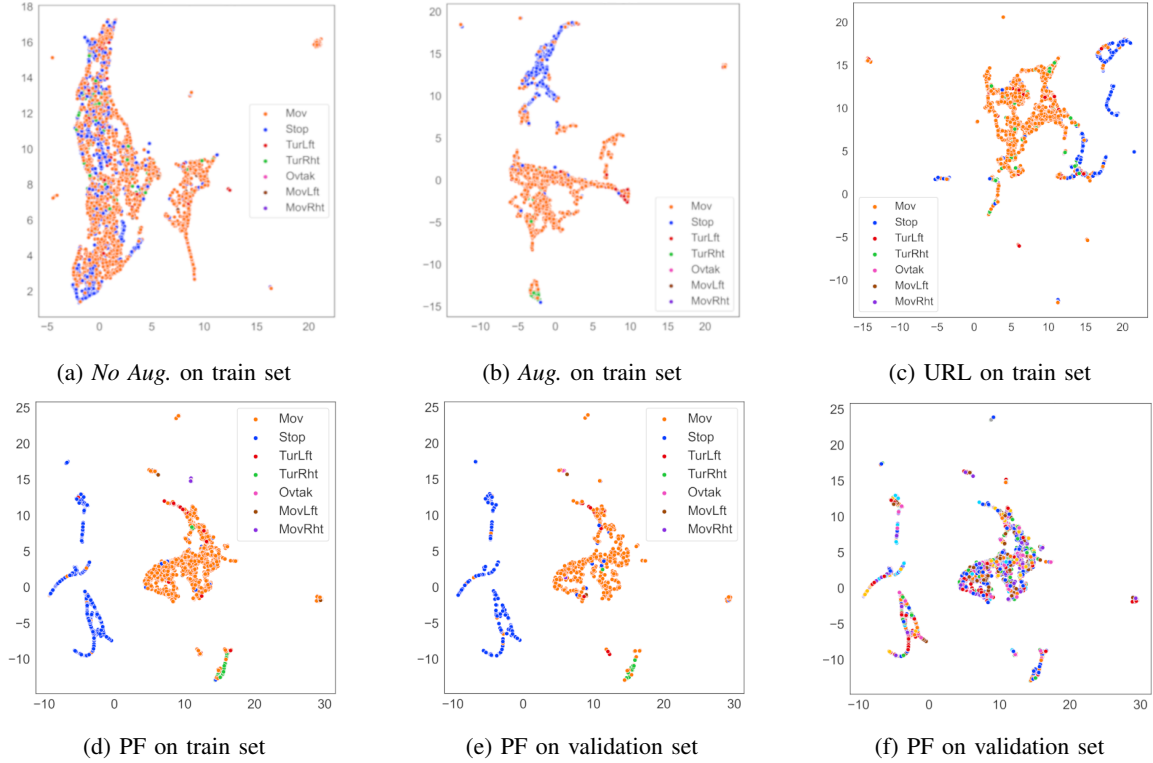 18
16
14
12
10
8
6
4
2
−5
0
5
10
15
20
Mov
Stop
TurLft
TurRht
Ovtak
MovLft
MovRht
(a) No Aug. on train set
20
15
10
5
0
−5
−10
−15
−10
−5
0
5
10
15
20
Mov
Stop
TurLft
TurRht
Ovtak
MovLft
MovRht
(b) Aug. on train set
20
15
10
5
0
−5
−10
−15
−10
−5
0
5
10
15
20
Mov
Stop
TurLft
TurRht
Ovtak
MovLft
MovRht
(c) URL on train set
25
20
15
10
5
0
−5
−10
−10
0
10
20
30
Mov
Stop
TurLft
TurRht
Ovtak
MovLft
MovRht
(d) PF on train set
25
20
15
10
5
0
−5
−10
−10
0
10
20
30
Mov
Stop
TurLft
TurRht
Ovtak
MovLft
MovRht
(e) PF on validation set
25
20
15
10
5
0
−5
−10
−10
0
10
20
30
(f) PF on validation set